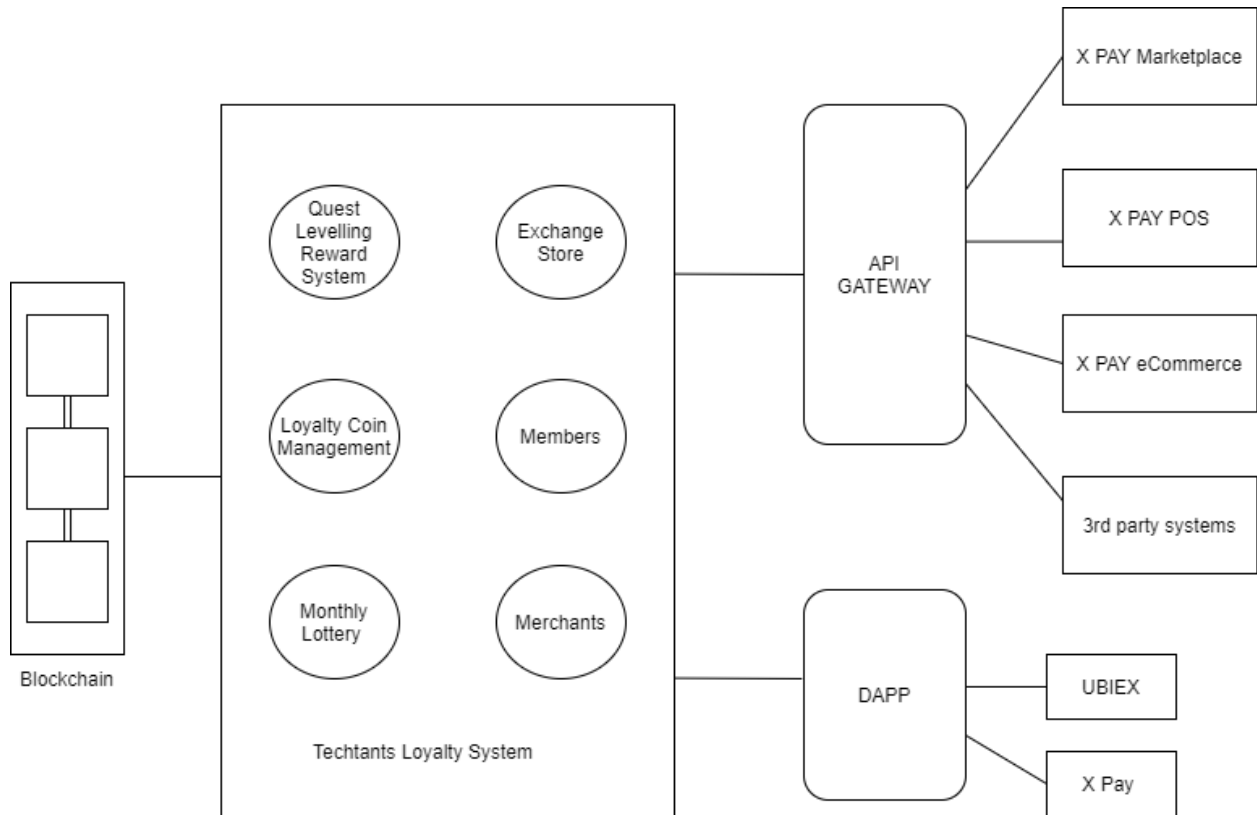 X PAY Marketplace
Quest
Levelling
Reward
System
Exchange
Store
API
GATEWAY
X PAY POS
X PAY eCommerce
Loyalty Coin
Management
Members
3rd party systems
Monthly
Lottery
Merchants
Blockchain
DAPP
UBIEX
Techtants Loyalty System
X Pay